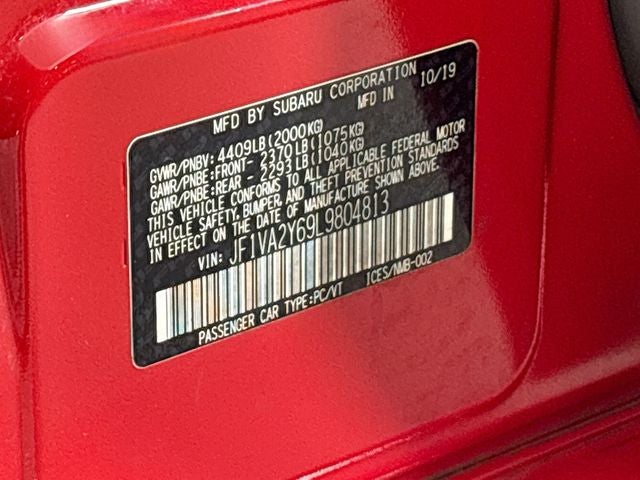 MFD BY SUBARU CORPORATION 10/19
MFD IN
GVWR/PNBV: 4409LB(2000KG)
GAWR/PNBE:FRONT- 2370LB(1075KG)
GAWR/PNBE:REAR - 2293LB(1040KG)
THIS VEHICLE CONFORMS TO ALL APPLICABLE FEDERAL MOTOR
VEHICLE SAFETY, BUMPER, AND THEFT PREVENTION STANDARDS
IN EFFECT ON THE DATE OF MANUFACTURE SHOWN ABOVE.
VIN: JF1VA2Y69L9804813
PASSENGER CAR TYPE:PC/VT ICES/NMB-002